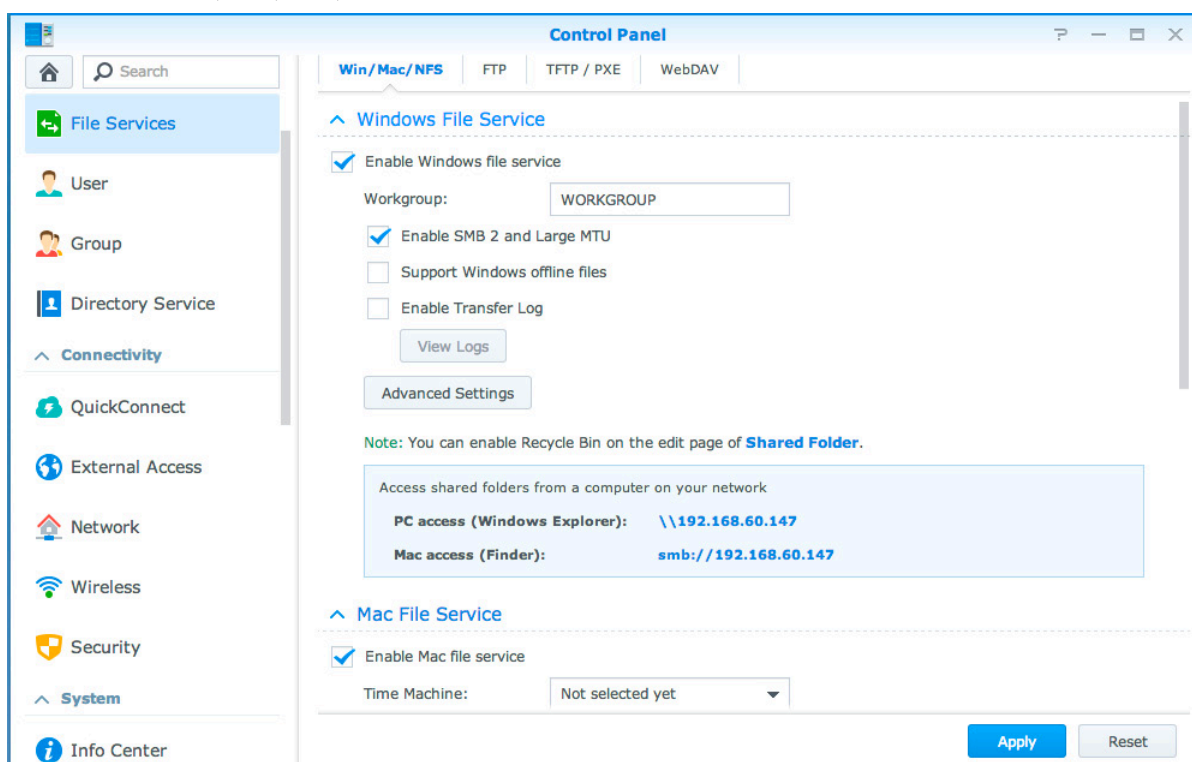 Control Panel
Search
File Services
User
Group
Directory Service
Connectivity
QuickConnect
External Access
Network
Wireless
Security
System
Info Center
Win/Mac/NFS FTP TFTP / PXE WebDAV
Windows File Service
Enable Windows file service
Workgroup: WORKGROUP
Enable SMB 2 and Large MTU
Support Windows offline files
Enable Transfer Log
View Logs
Advanced Settings
Note: You can enable Recycle Bin on the edit page of Shared Folder.
Access shared folders from a computer on your network
PC access (Windows Explorer): \\192.168.60.147
Mac access (Finder): smb://192.168.60.147
Mac File Service
Enable Mac file service
Time Machine: Not selected yet
Apply Reset